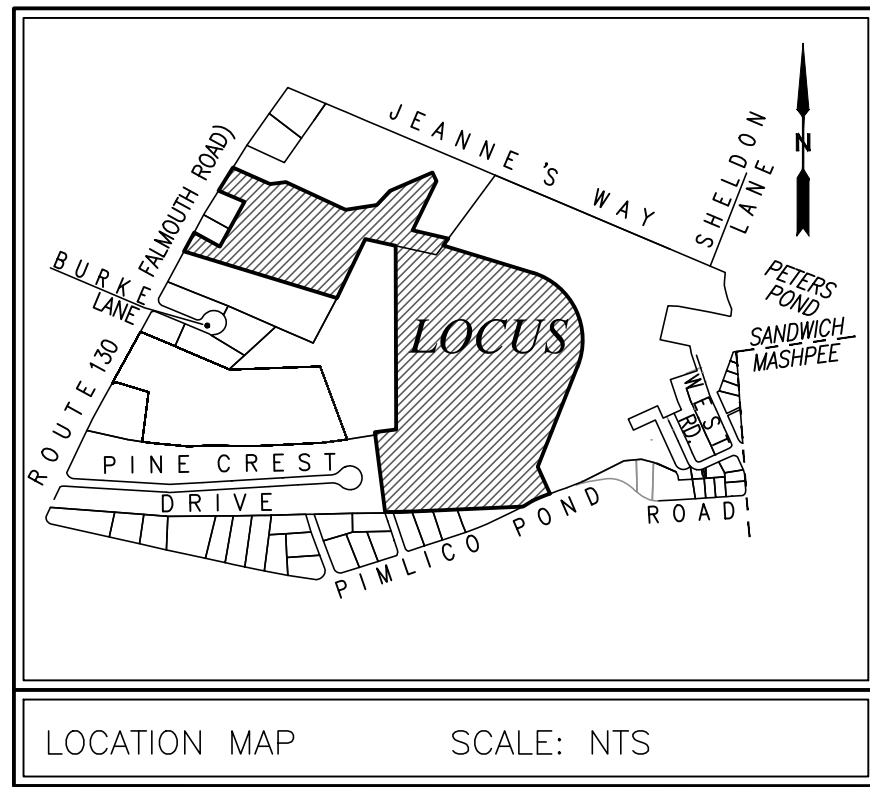 JEANNE'S WAY
SHELDON
LANE
N
FALMOUTH ROAD)
BURKE
LANE
PETERS
POND
SANDWICH
MASHPEE
LOCUS
ROUTE 130
WEST
RD.
PINE CREST
DRIVE
PIMLICO POND ROAD
LOCATION MAP SCALE: NTS